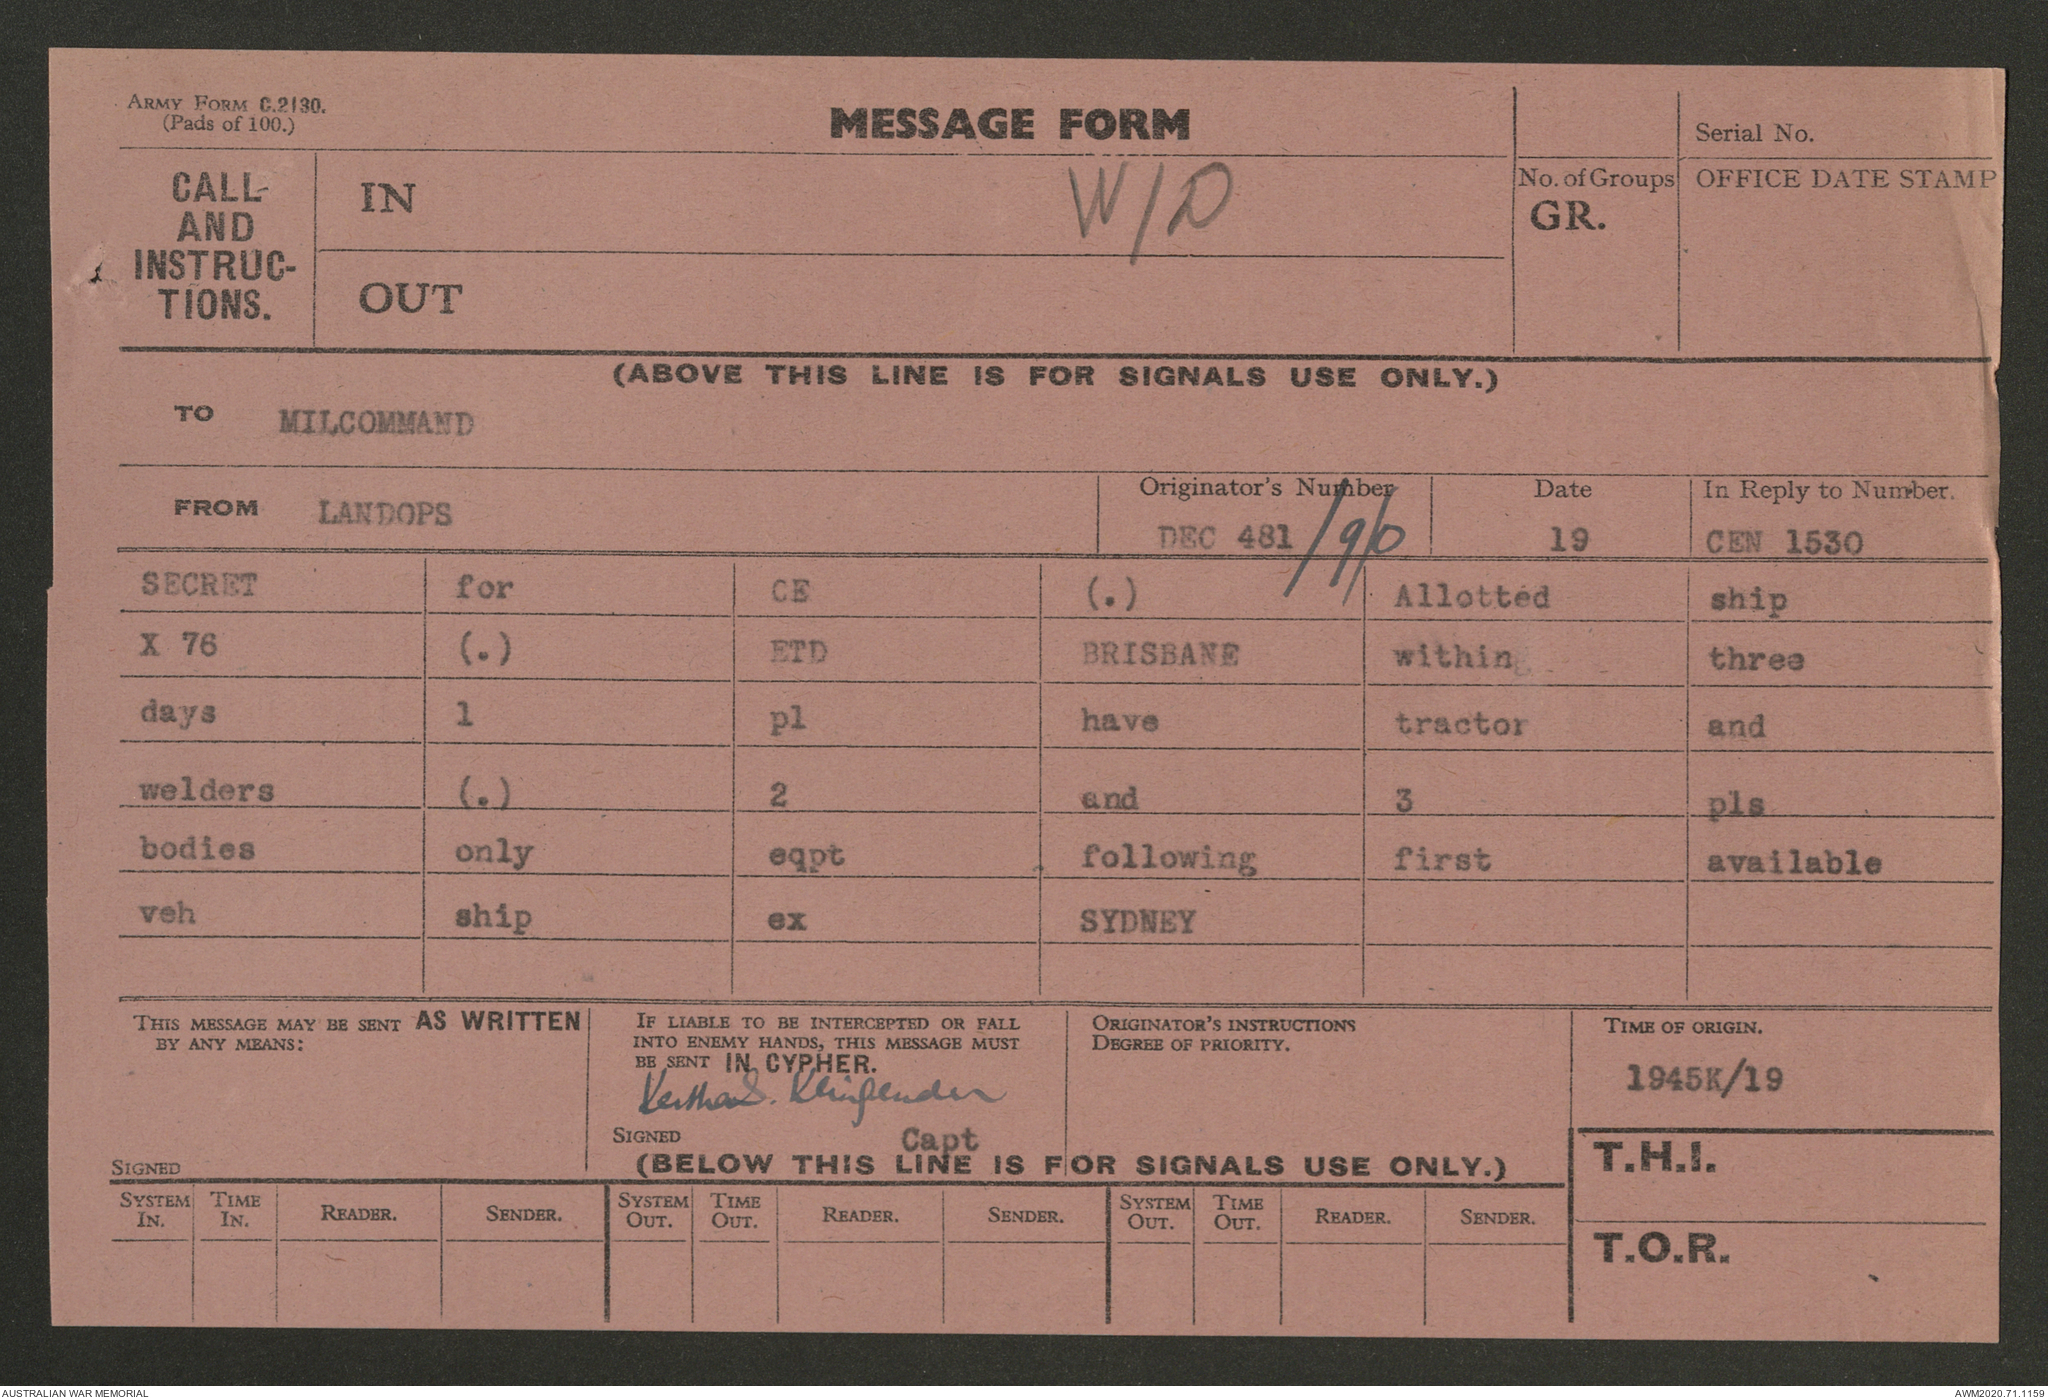 ARMY FORM C.2130.
(Pads of 100.)
MESSAGE FORM
Serial No.
CALL
AND
INSTRUC-
TIONS.
IN
W/D
No. of Groups
GR.
OFFICE DATE STAMP
OUT
(ABOVE THIS LINE IS FOR SIGNALS USE ONLY.)
TO MILCOMMAND
FROM LANDOPS
Originator's Number
DEC 481
Date
19
In Reply to Number.
CEN 1530
SECRET for CE (.) Allotted ship
X 76 (.) ETD BRISBANE within three
days 1 pl have tractor and
welders (.) 2 and 3 pls
bodies only eqpt following first available
veh ship ex SYDNEY
THIS MESSAGE MAY BE SENT AS WRITTEN
BY ANY MEANS:
SIGNED
IF LIABLE TO BE INTERCEPTED OR FALL
INTO ENEMY HANDS, THIS MESSAGE MUST
BE SENT IN CYPHER.
SIGNED Capt
ORIGINATOR'S INSTRUCTIONS
DEGREE OF PRIORITY.
TIME OF ORIGIN.
1945K/19
(BELOW THIS LINE IS FOR SIGNALS USE ONLY.)
T.H.I.
SYSTEM IN. TIME IN. READER. SENDER. SYSTEM OUT. TIME OUT. READER. SENDER. SYSTEM OUT. TIME OUT. READER. SENDER.
T.O.R.
AUSTRALIAN WAR MEMORIAL
AWM2020.71.1159